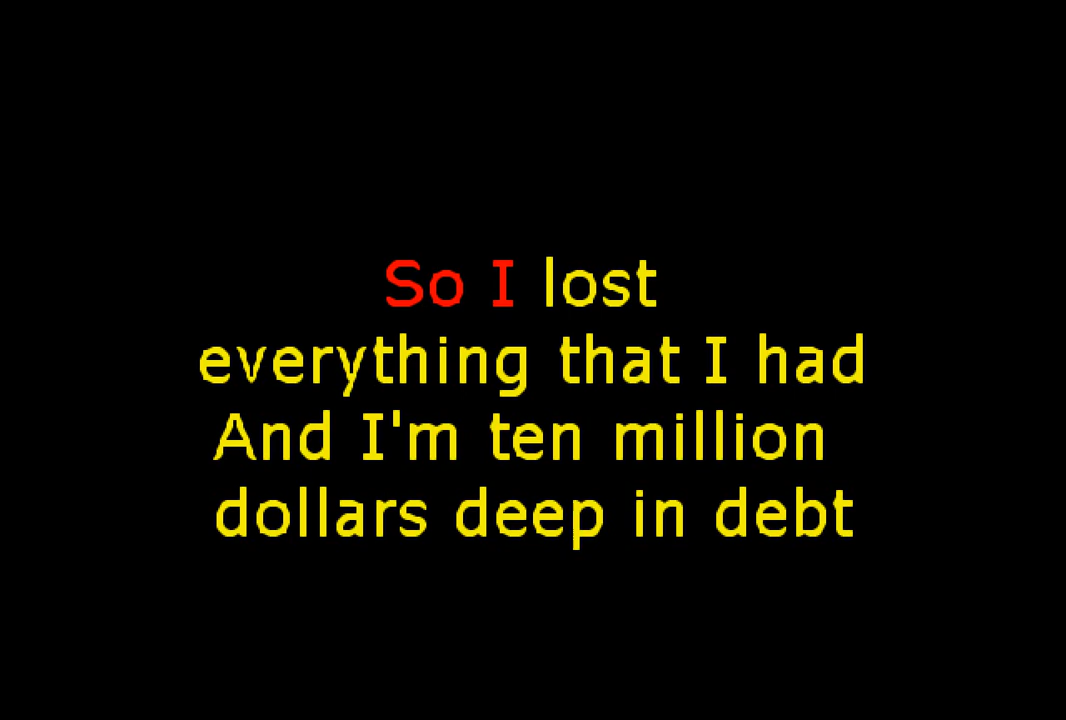 So I lost
everything that I had
And I'm ten million
dollars deep in debt